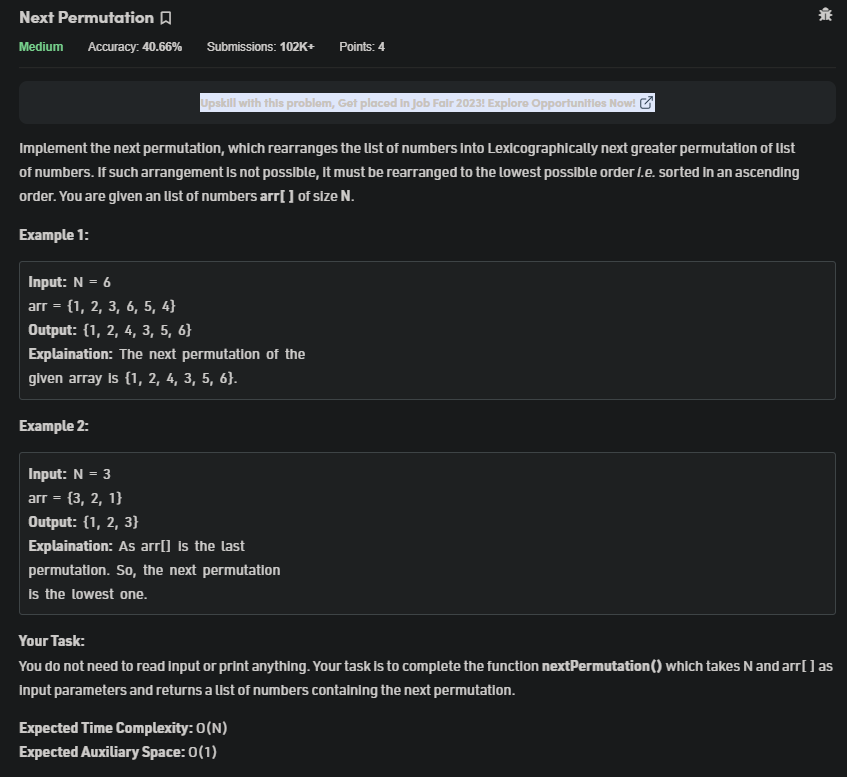 Next Permutation
Medium Accuracy: 40.66% Submissions: 102K+ Points: 4
Upskill with this problem, Get placed in Job Fair 2023! Explore Opportunities Now!
Implement the next permutation, which rearranges the list of numbers into Lexicographically next greater permutation of list
of numbers. If such arrangement is not possible, it must be rearranged to the lowest possible order i.e. sorted in an ascending
order. You are given an list of numbers arr[ ] of size N.
Example 1:
Input: N = 6
arr = {1, 2, 3, 6, 5, 4}
Output: {1, 2, 4, 3, 5, 6}
Explaination: The next permutation of the
given array is {1, 2, 4, 3, 5, 6}.
Example 2:
Input: N = 3
arr = {3, 2, 1}
Output: {1, 2, 3}
Explaination: As arr[] is the last
permutation. So, the next permutation
is the lowest one.
Your Task:
You do not need to read input or print anything. Your task is to complete the function nextPermutation() which takes N and arr[ ] as
input parameters and returns a list of numbers containing the next permutation.
Expected Time Complexity: O(N)
Expected Auxiliary Space: O(1)